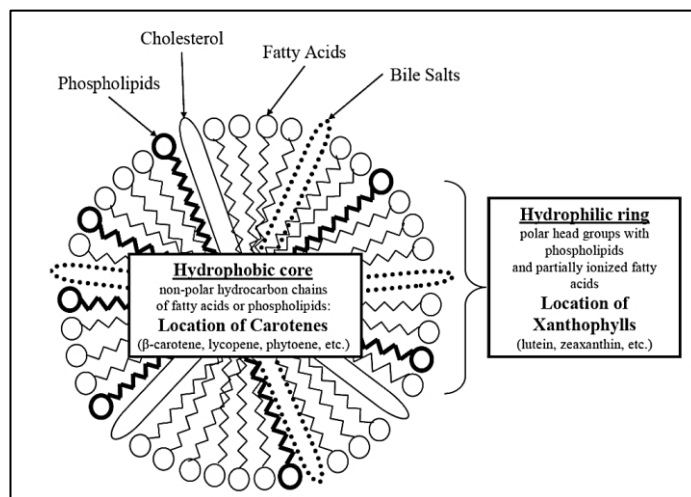 Cholesterol
Fatty Acids
Phospholipids
Bile Salts
Hydrophobic core
non-polar hydrocarbon chains
of fatty acids or phospholipids:
Location of Carotenes
(β-carotene, lycopene, phytoene, etc.)
Hydrophilic ring
polar head groups with
phospholipids
and partially ionized fatty
acids
Location of
Xanthophylls
(lutein, zeaxanthin, etc.)